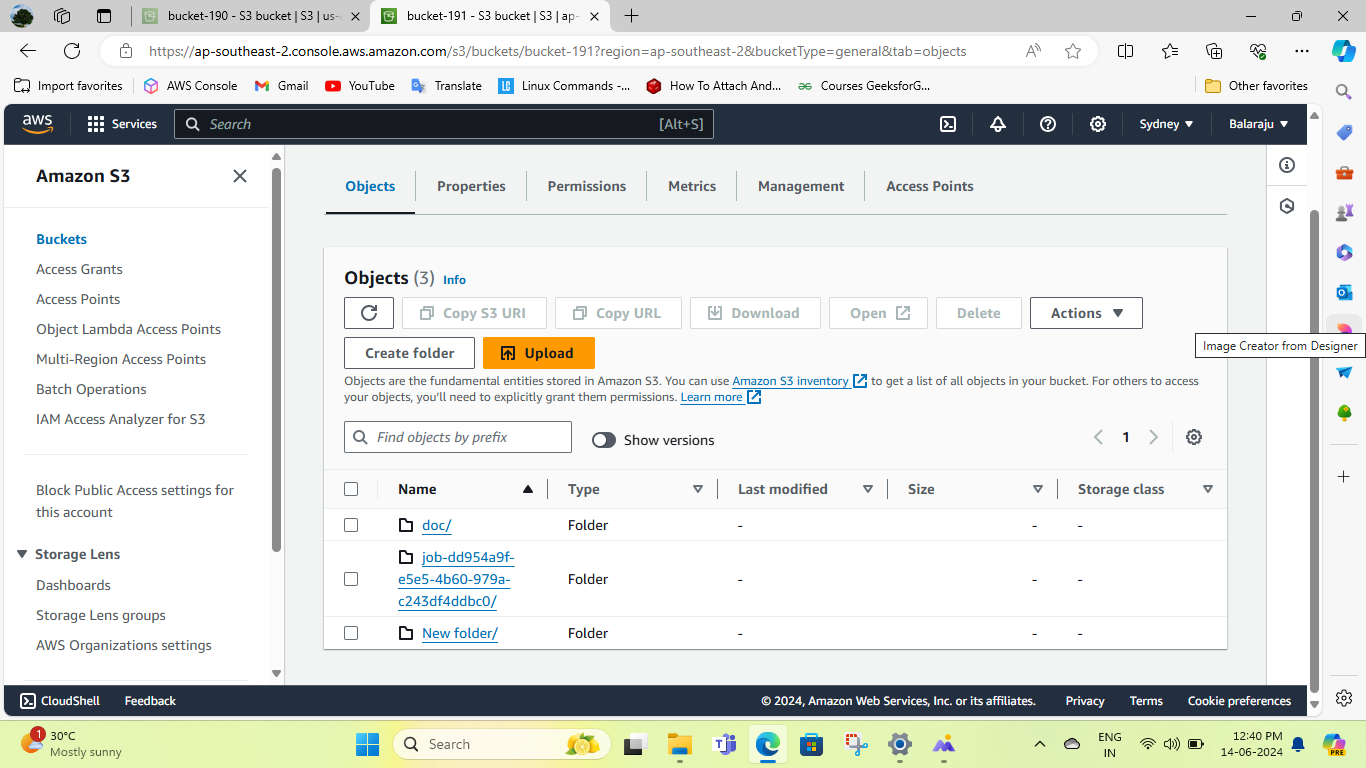 bucket-190 - S3 bucket | S3 | us-
bucket-191 - S3 bucket | S3 | ap-
https://ap-southeast-2.console.aws.amazon.com/s3/buckets/bucket-191?region=ap-southeast-2&bucketType=general&tab=objects
Import favorites
AWS Console
Gmail
YouTube
Translate
LC
Linux Commands -...
How To Attach And...
Courses GeeksforG...
Other favorites
aws
Services
Search
[Alt+S]
Sydney
Balaraju
Amazon S3
Buckets
Access Grants
Access Points
Object Lambda Access Points
Multi-Region Access Points
Batch Operations
IAM Access Analyzer for S3
Block Public Access settings for
this account
Storage Lens
Dashboards
Storage Lens groups
AWS Organizations settings
Objects
Properties
Permissions
Metrics
Management
Access Points
Objects (3) Info
Copy S3 URI
Copy URL
Download
Open
Delete
Actions
Create folder
Upload
Objects are the fundamental entities stored in Amazon S3. You can use Amazon S3 inventory to get a list of all objects in your bucket. For others to access
your objects, you'll need to explicitly grant them permissions. Learn more
Find objects by prefix
Show versions
1
Name
Type
Last modified
Size
Storage class
doc/
Folder
-
-
-
job-dd954a9f-
e5e5-4b60-979a-
c243df4ddbc0/
Folder
-
-
-
New folder/
Folder
-
-
-
Image Creator from Designer
CloudShell
Feedback
© 2024, Amazon Web Services, Inc. or its affiliates.
Privacy
Terms
Cookie preferences
1
30°C
Mostly sunny
Search
ENG
IN
12:40 PM
14-06-2024
PRE